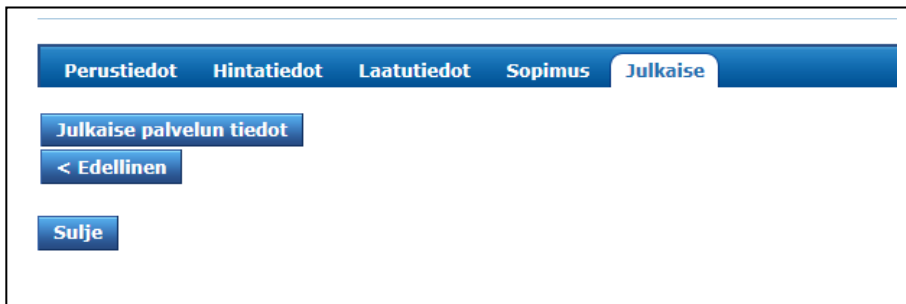 Perustiedot Hintatiedot Laatutiedot Sopimus Julkaise
Julkaise palvelun tiedot
< Edellinen
Sulje